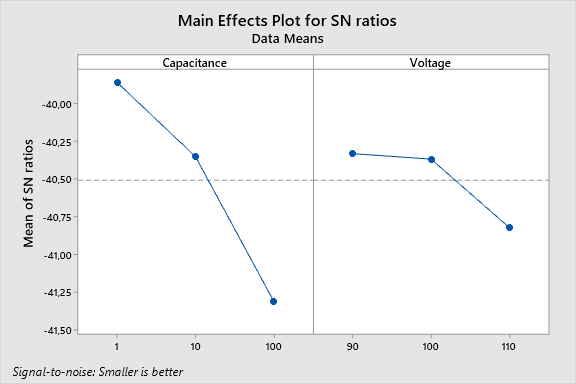 Main Effects Plot for SN ratios
Data Means
Capacitance Voltage
Mean of SN ratios
-40,00
-40,25
-40,50
-40,75
-41,00
-41,25
-41,50
1 10 100 90 100 110
Signal-to-noise: Smaller is better